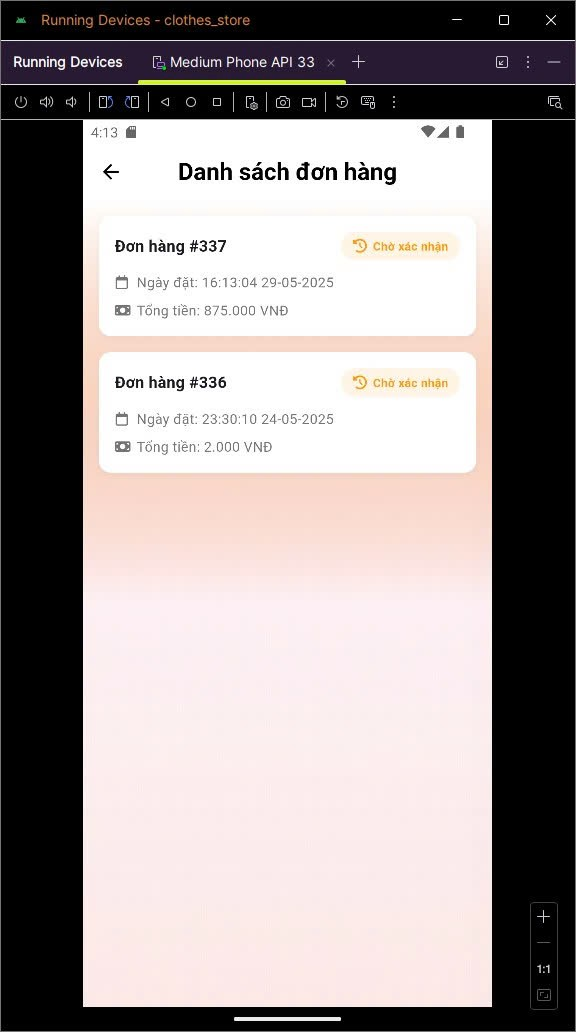 Running Devices - clothes_store
Running Devices
Medium Phone API 33
4:13
Danh sách đơn hàng
Đơn hàng #337
Chờ xác nhận
Ngày đặt: 16:13:04 29-05-2025
Tổng tiền: 875.000 VNĐ
Đơn hàng #336
Chờ xác nhận
Ngày đặt: 23:30:10 24-05-2025
Tổng tiền: 2.000 VNĐ
1:1